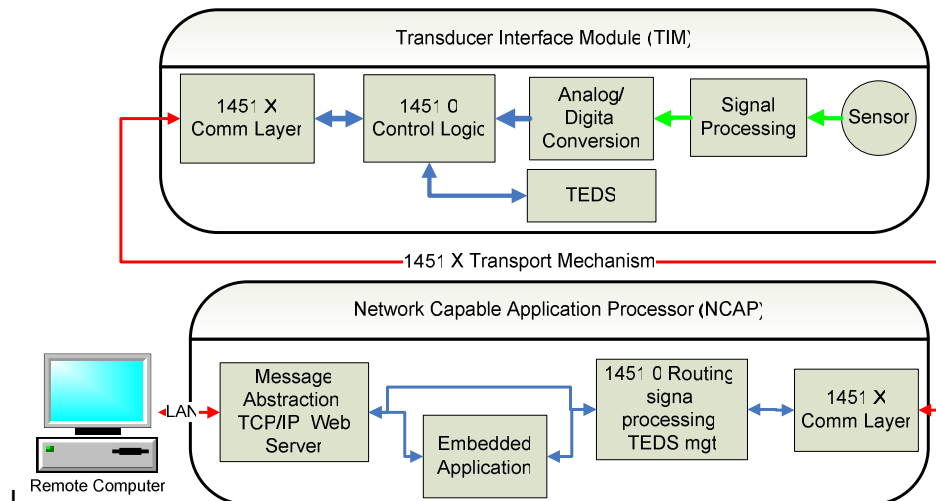 Transducer Interface Module (TIM)
1451 X
Comm Layer
1451 0
Control Logic
Analog/
Digita
Conversion
Signal
Processing
Sensor
TEDS
1451 X Transport Mechanism
Network Capable Application Processor (NCAP)
Message
Abstraction
TCP/IP Web
Server
Embedded
Application
1451 0 Routing
signa
processing
TEDS mgt
1451 X
Comm Layer
LAN
Remote Computer